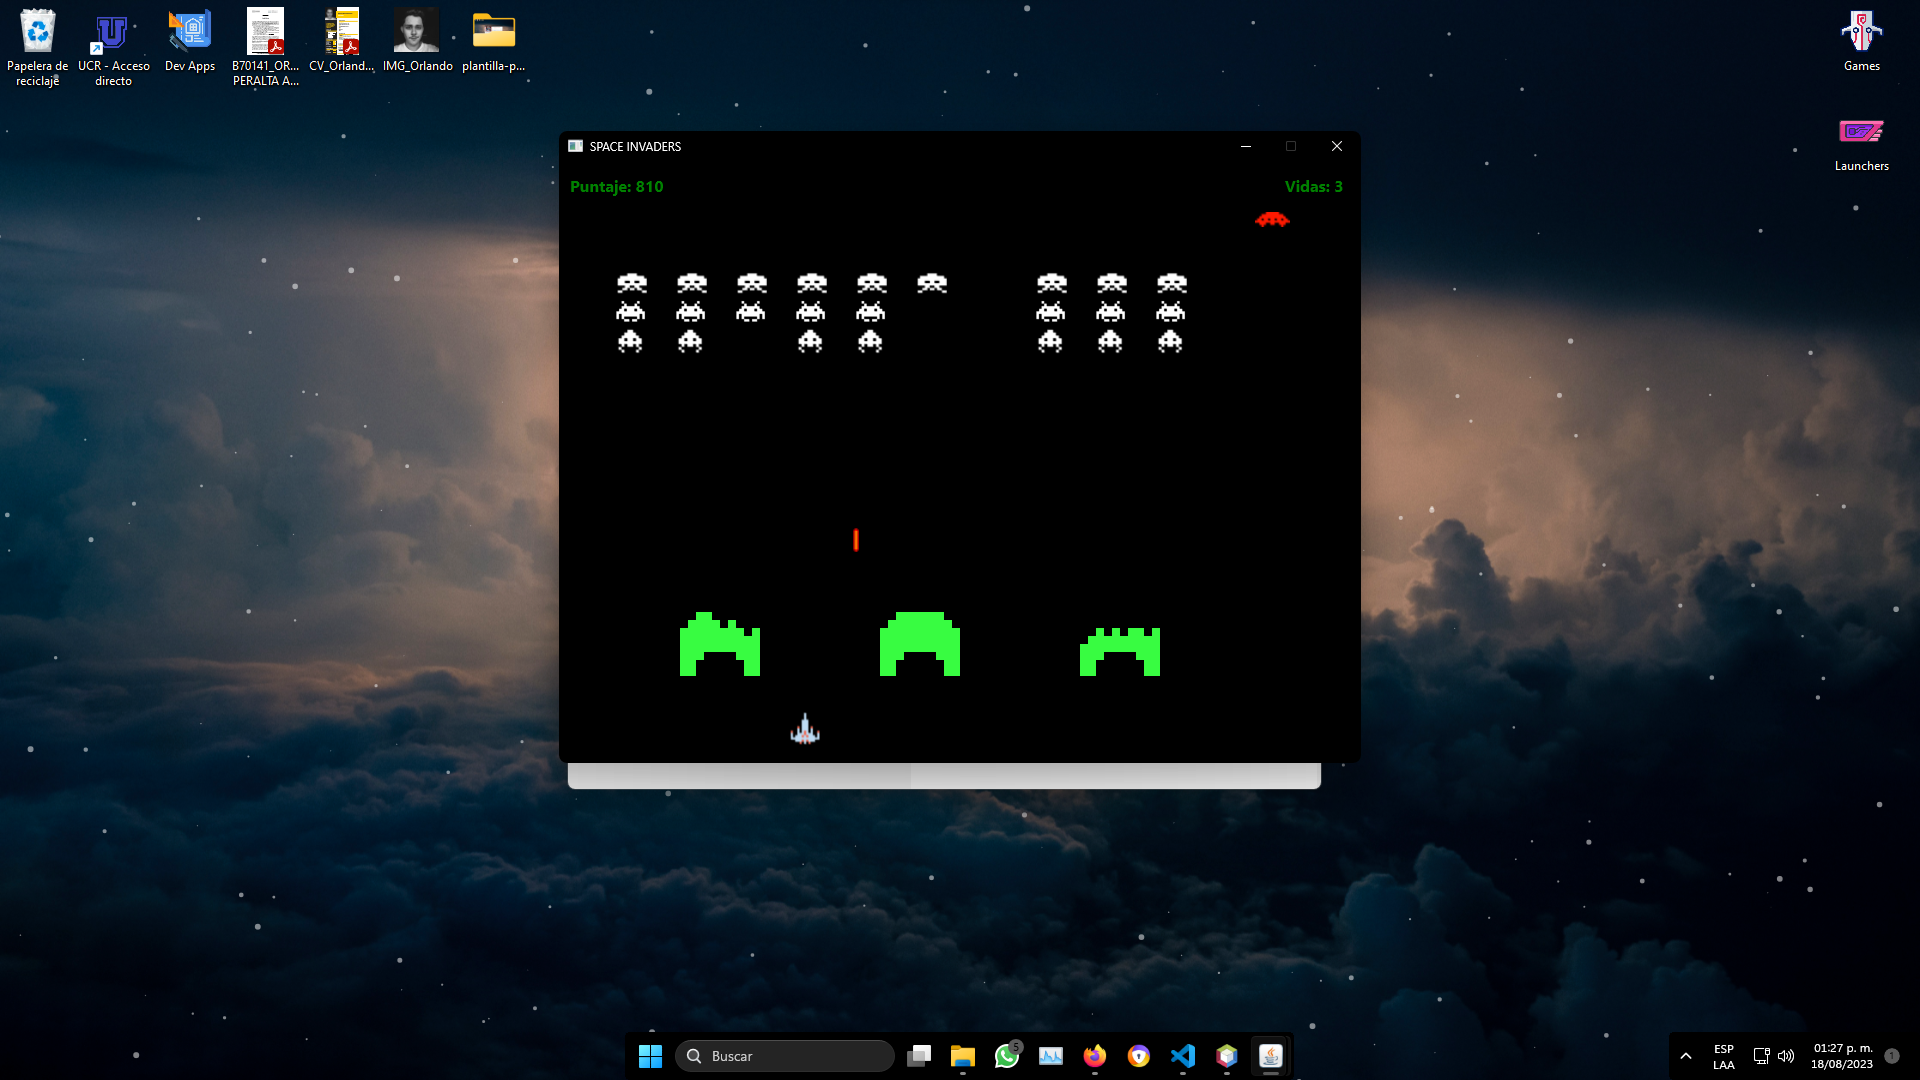 Papelera de
reciclaje
UCR - Acceso
directo
Dev Apps
B70141_OR...
PERALTA A...
CV_Orland...
IMG_Orlando
plantilla-p...
Games
Launchers
SPACE INVADERS
Puntaje: 810
Vidas: 3
Buscar
5
ESP
LAA
01:27 p. m.
18/08/2023
1